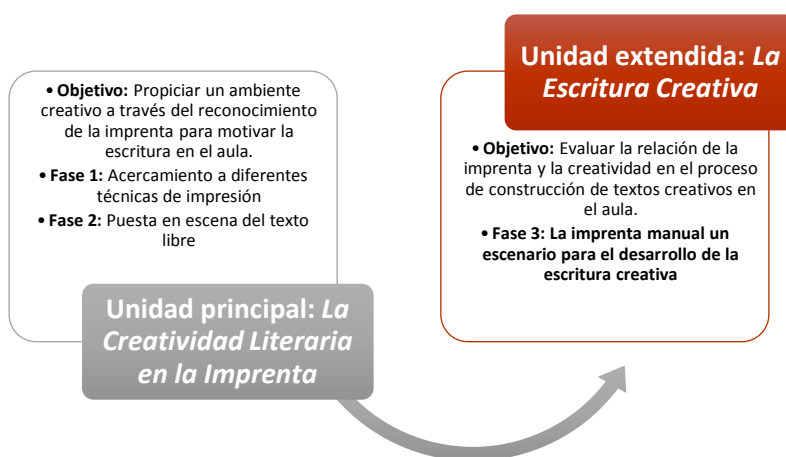 • Objetivo: Propiciar un ambiente
creativo a través del reconocimiento
de la imprenta para motivar la
escritura en el aula.
• Fase 1: Acercamiento a diferentes
técnicas de impresión
• Fase 2: Puesta en escena del texto
libre
Unidad principal: La
Creatividad Literaria
en la Imprenta
Unidad extendida: La
Escritura Creativa
• Objetivo: Evaluar la relación de la
imprenta y la creatividad en el proceso
de construcción de textos creativos en
el aula.
• Fase 3: La imprenta manual un
escenario para el desarrollo de la
escritura creativa